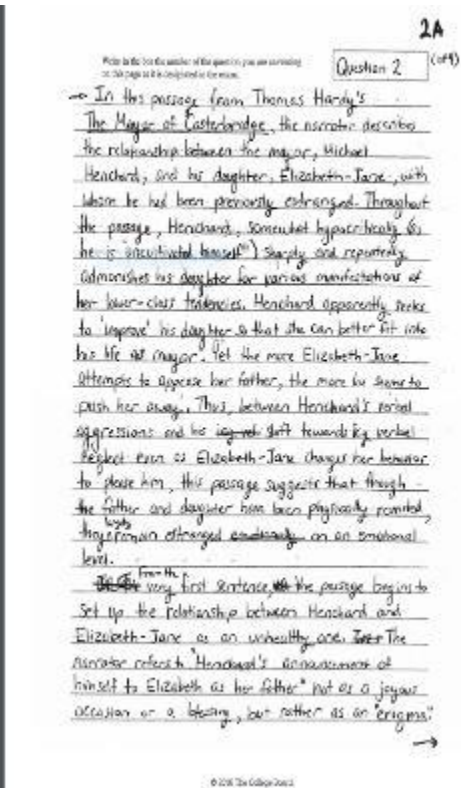 2A
Write in the box the number of the question you are answering
on this page as it is designated in the exam.
Question 2
(1 of 4)
→ In this passage from Thomas Hardy's
The Mayor of Casterbridge, the narrator describes
the relationship between the mayor, Michael
Henchard, and his daughter, Elizabeth-Jane, with
whom he had been previously estranged. Throughout
the passage, Henchard, somewhat hypocritically (as
he is "uncultivated himself") sharply and repeatedly
admonishes his daughter for various manifestations of
her lower-class tendencies. Henchard apparently seeks
to 'improve' his daughter so that she can better fit into
his life as mayor. Yet the more Elizabeth-Jane
attempts to appease her father, the more he seems to
push her away. Thus, between Henchard's verbal
aggressions and his shift towards verbal
neglect even as Elizabeth-Jane changes her behavior
to please him, this passage suggests that though
the father and daughter have been physically reunited,
they remain estranged on an emotional
level.
From the very first sentence, the passage begins to
set up the relationship between Henchard and
Elizabeth-Jane as an unhealthy one. The
narrator refers to "Henchard's announcement of
himself to Elizabeth as her father" not as a joyous
occasion or a blessing, but rather as an "enigma."
→
© 2016 The College Board